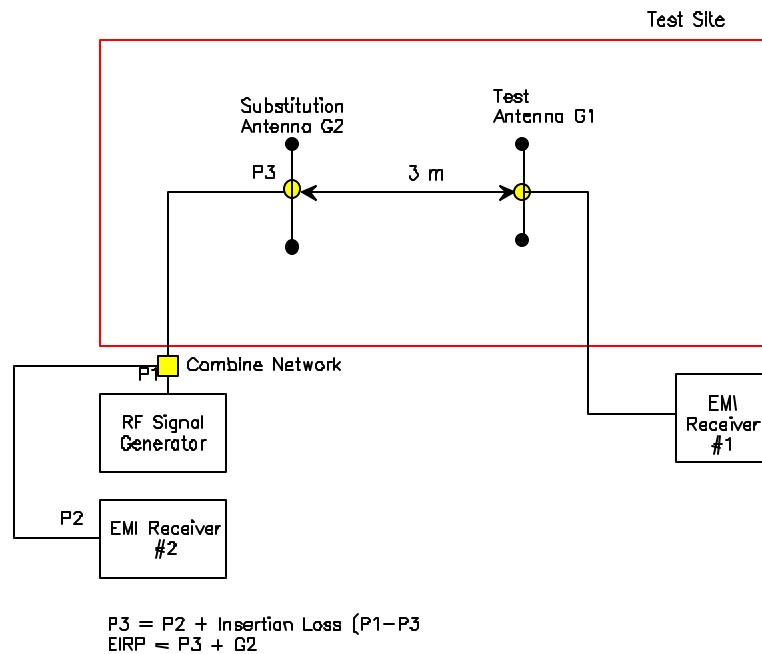 Test Site
Substitution
Antenna G2
Test
Antenna G1
P3
3 m
P1
Combine Network
RF Signal
Generator
EMI
Receiver
#1
P2
EMI Receiver
#2
P3 = P2 + Insertion Loss (P1-P3
EIRP = P3 + G2